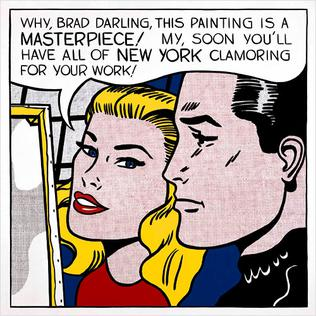 WHY, BRAD DARLING, THIS PAINTING IS A
MASTERPIECE! MY, SOON YOU'LL
HAVE ALL OF NEW YORK CLAMORING
FOR YOUR WORK!